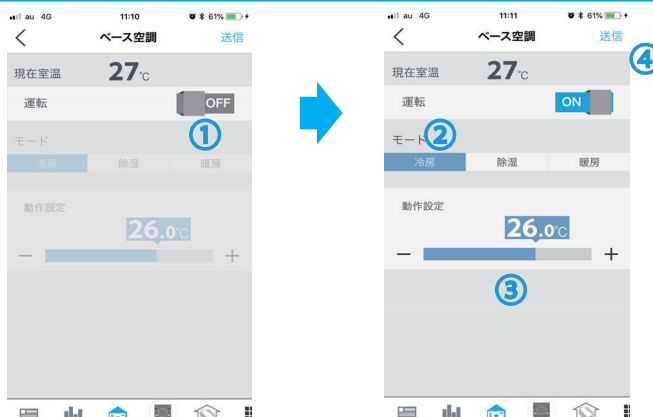 au 4G 11:10 61%
ベース空調 送信
現在室温 27℃
運転 OFF
①
モード
冷房 除湿 暖房
動作設定
26.0℃
− +
au 4G 11:11 61%
ベース空調 送信
④
現在室温 27℃
運転 ON
モード ②
冷房 除湿 暖房
動作設定
26.0℃
− +
③